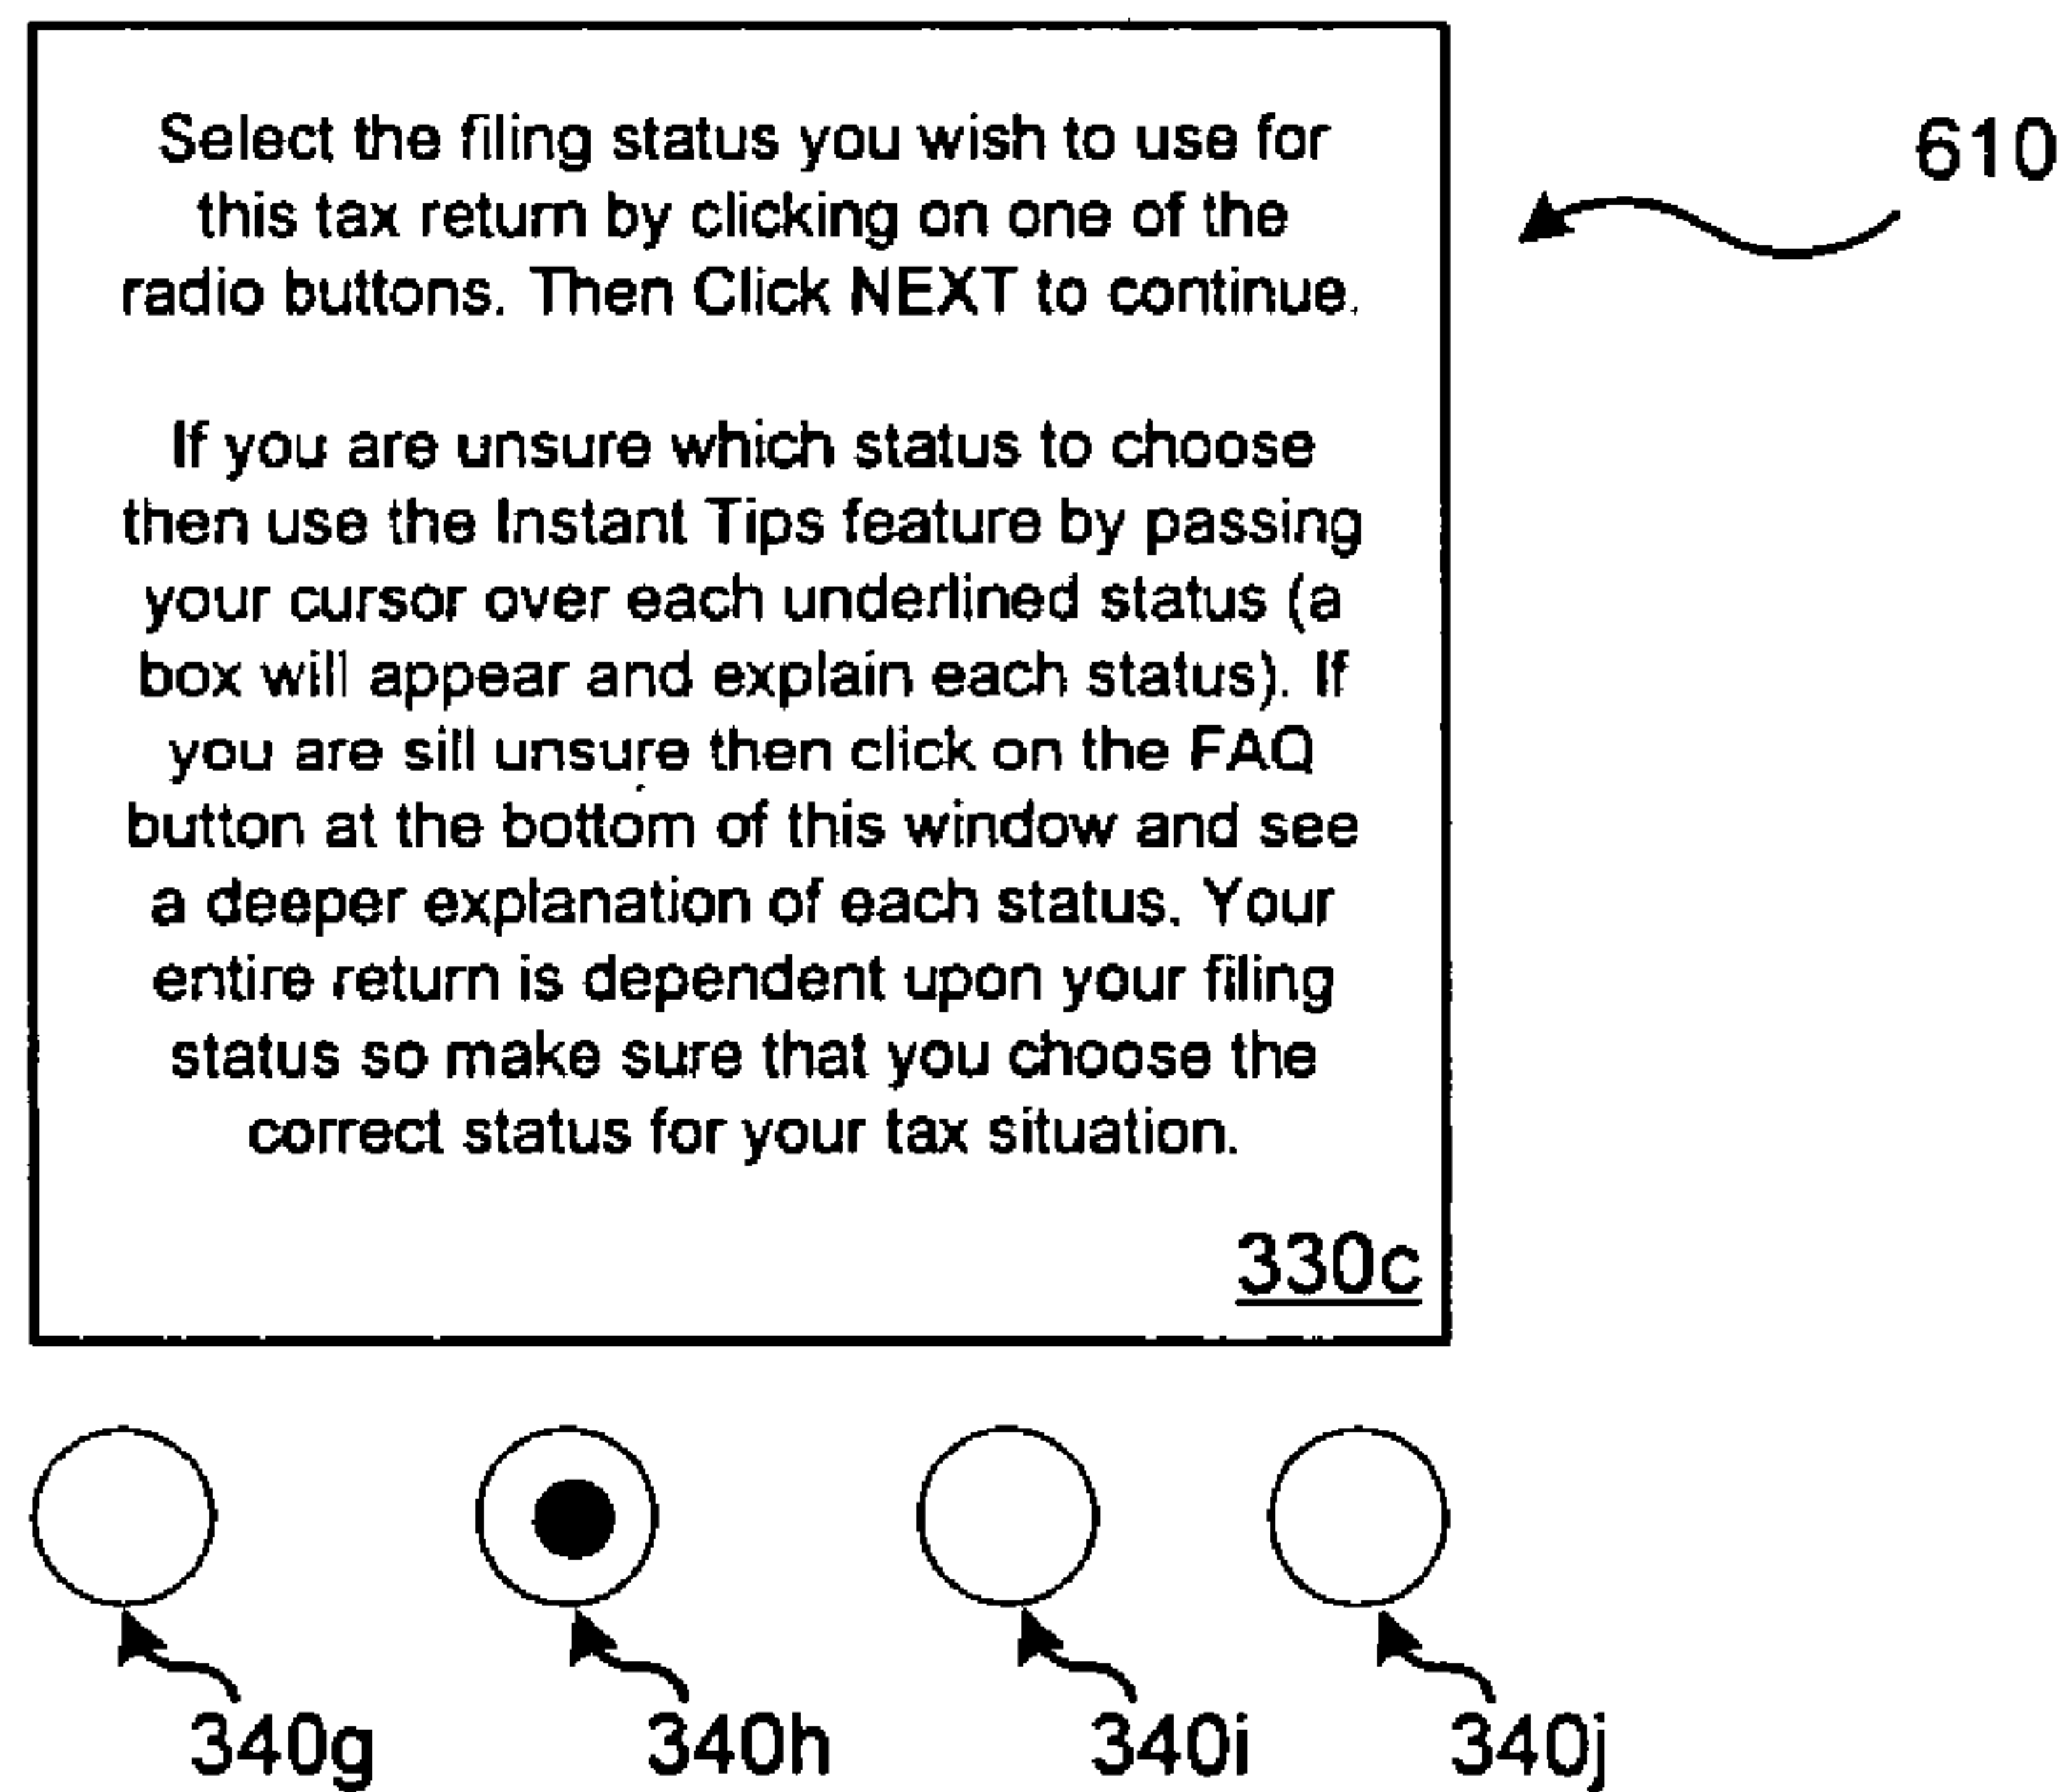 Select the filing status you wish to use for
this tax return by clicking on one of the
radio buttons. Then Click NEXT to continue.
If you are unsure which status to choose
then use the Instant Tips feature by passing
your cursor over each underlined status (a
box will appear and explain each status). If
you are sill unsure then click on the FAQ
button at the bottom of this window and see
a deeper explanation of each status. Your
entire return is dependent upon your filing
status so make sure that you choose the
correct status for your tax situation.
330c
610
340g 340h 340i 340j